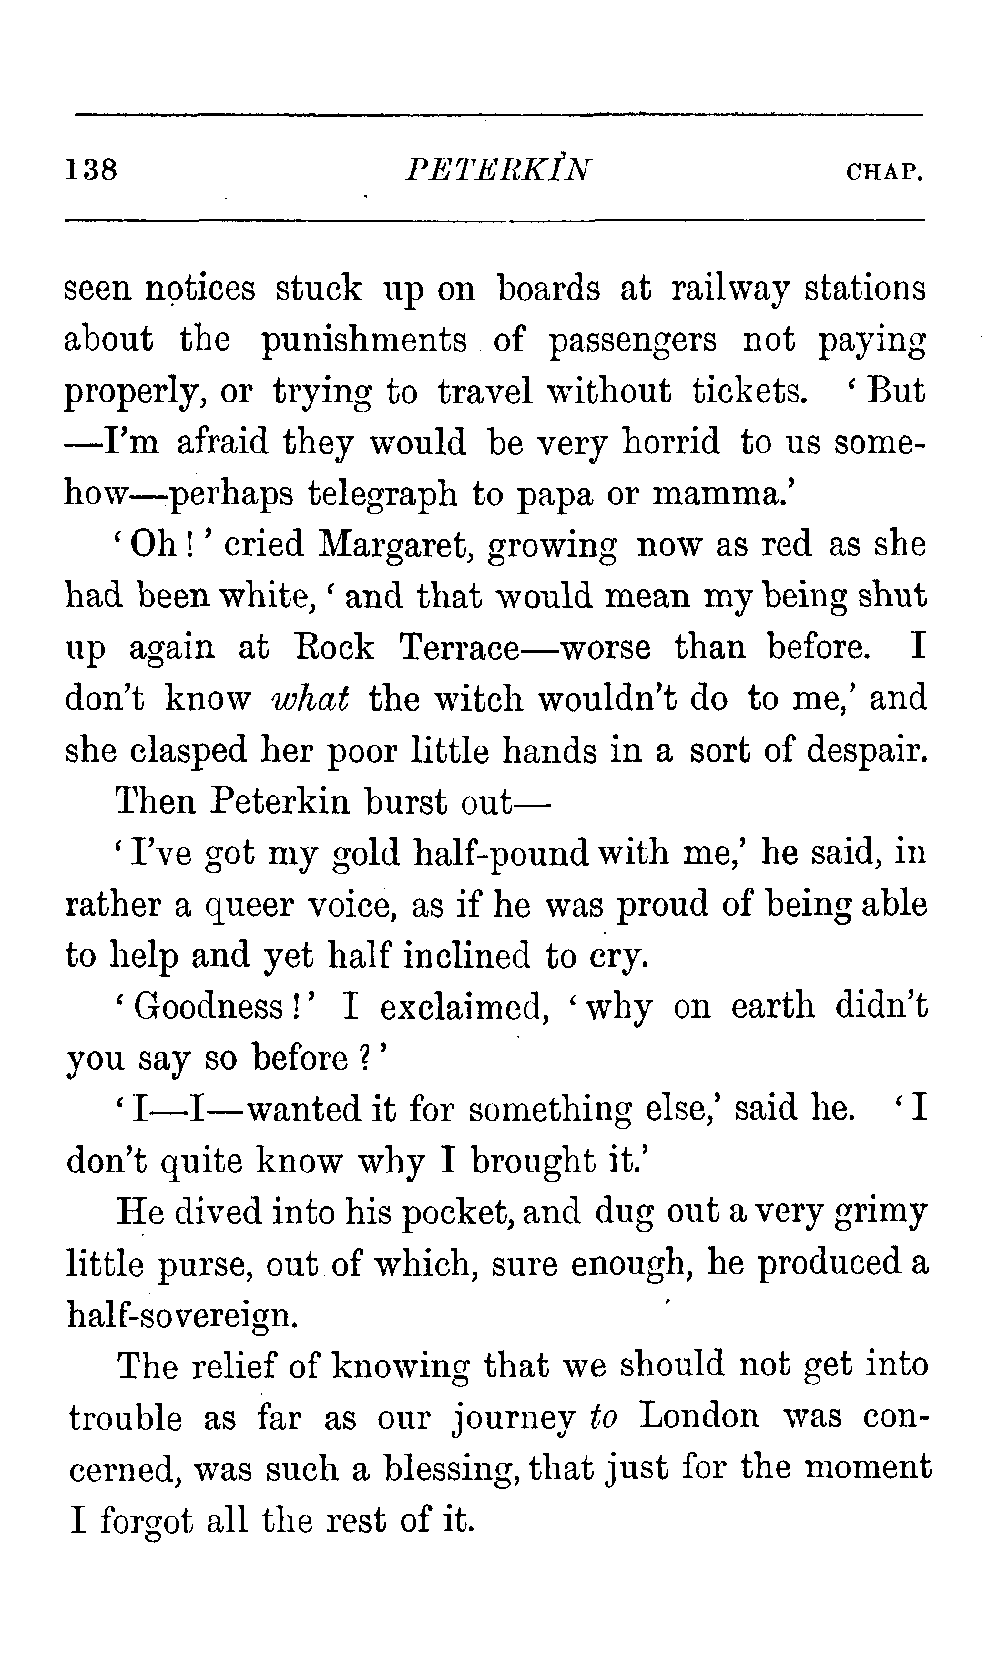 138 PETERKIN CHAP.
seen notices stuck up on boards at railway stations
about the punishments of passengers not paying
properly, or trying to travel without tickets. ‘But
—I’m afraid they would be very horrid to us some-
how—perhaps telegraph to papa or mamma.’
‘Oh!’ cried Margaret, growing now as red as she
had been white, ‘and that would mean my being shut
up again at Rock Terrace—worse than before. I
don’t know what the witch wouldn’t do to me,’ and
she clasped her poor little hands in a sort of despair.
Then Peterkin burst out—
‘I’ve got my gold half-pound with me,’ he said, in
rather a queer voice, as if he was proud of being able
to help and yet half inclined to cry.
‘Goodness!’ I exclaimed, ‘why on earth didn’t
you say so before?’
‘I—I—wanted it for something else,’ said he. ‘I
don’t quite know why I brought it.’
He dived into his pocket, and dug out a very grimy
little purse, out of which, sure enough, he produced a
half-sovereign.
The relief of knowing that we should not get into
trouble as far as our journey to London was con-
cerned, was such a blessing, that just for the moment
I forgot all the rest of it.